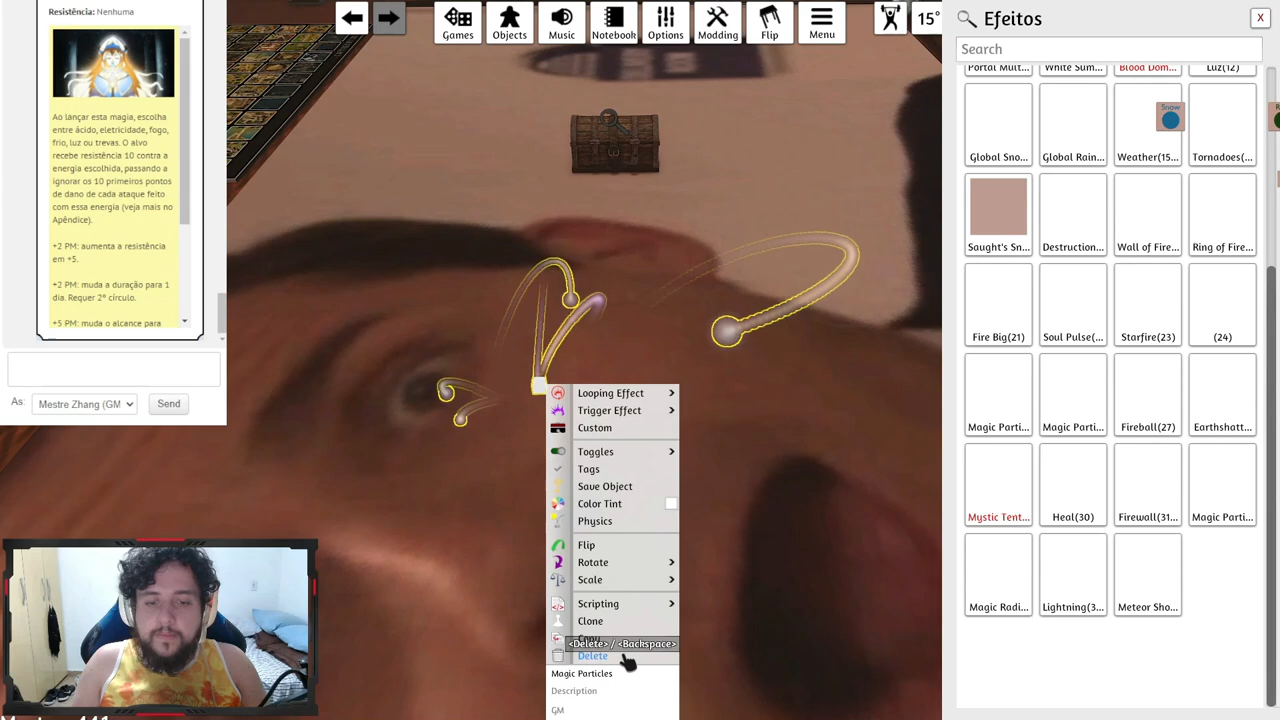 Resistência: Nenhuma
Ao lançar esta magia, escolha
entre ácido, eletricidade, fogo,
frio, luz ou trevas. O alvo
recebe resistência 10 contra a
energia escolhida, passando a
ignorar os 10 primeiros pontos
de dano de cada ataque feito
com essa energia (veja mais no
Apêndice).
+2 PM: aumenta a resistência
em +5.
+2 PM: muda a duração para 1
dia. Requer 2º círculo.
+5 PM: muda o alcance para
As: Mestre Zhang (GM Send
Games Objects Music Notebook Options Modding Flip Menu 15°
Looping Effect
Trigger Effect
Custom
Toggles
Tags
Save Object
Color Tint
Physics
Flip
Rotate
Scale
Scripting
Clone
Copy
<Delete> / <Backspace>
Delete
Magic Particles
Description
GM
Efeitos X
Search
Portal Mult... White Sum... Blood Dom... Luz(12)
Snow
Global Sno... Global Rain... Weather(15... Tornadoes(...
Saught's Sn... Destruction... Wall of Fire... Ring of Fire...
Fire Big(21) Soul Pulse(... Starfire(23) (24)
Magic Parti... Magic Parti... Fireball(27) Earthshatt...
Mystic Tent... Heal(30) Firewall(31... Magic Parti...
Magic Radi... Lightning(3... Meteor Sho...